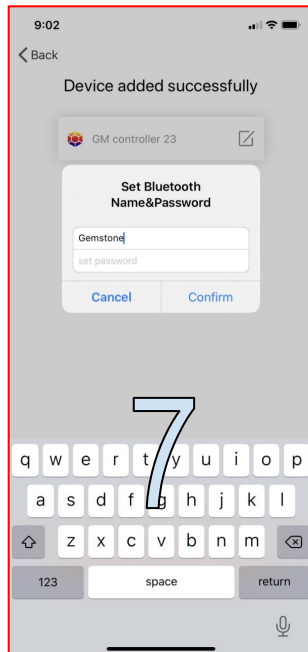 9:02
Back
Device added successfully
GM controller 23
Set Bluetooth
Name&Password
Gemstone
set password
Cancel
Confirm
7
q w e r t y u i o p
a s d f g h j k l
z x c v b n m
123
space
return